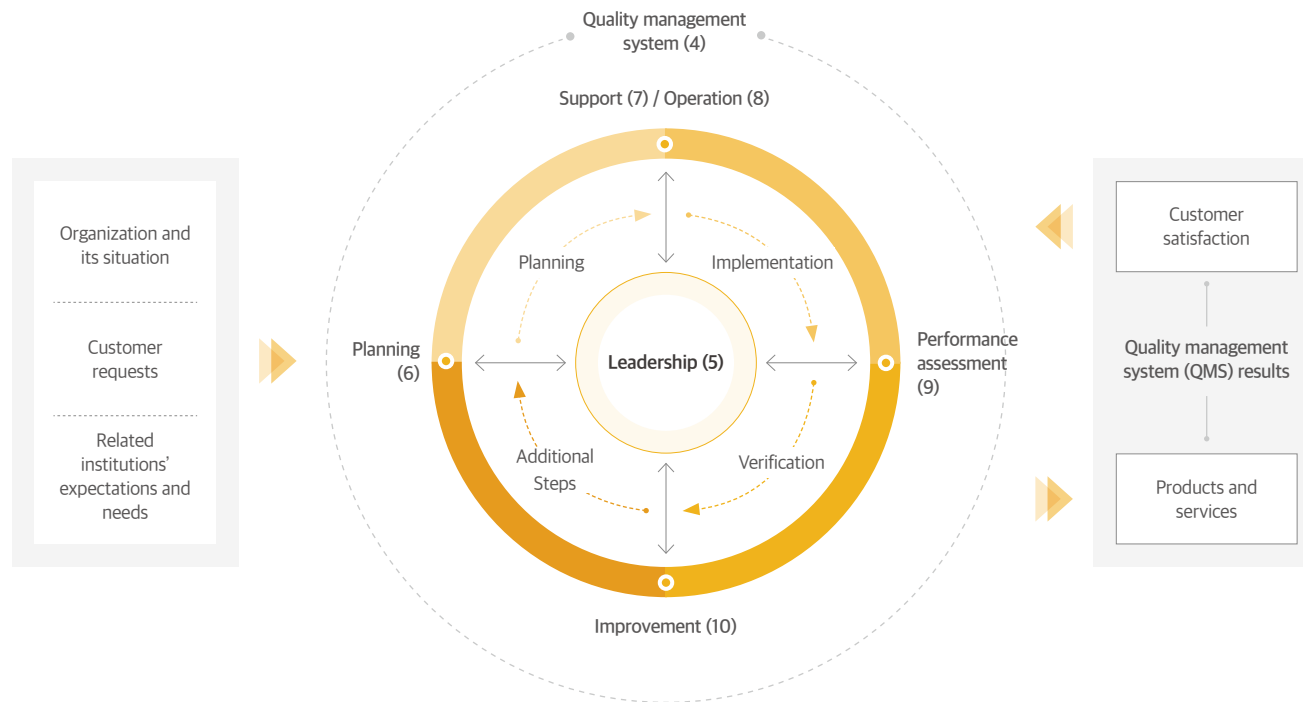 Quality management
system (4)
Support (7) / Operation (8)
Organization and
its situation
Customer
requests
Related
institutions’
expectations and
needs
Planning
Implementation
Planning
(6)
Leadership (5)
Performance
assessment
(9)
Additional
Steps
Verification
Improvement (10)
Customer
satisfaction
Quality management
system (QMS) results
Products and
services